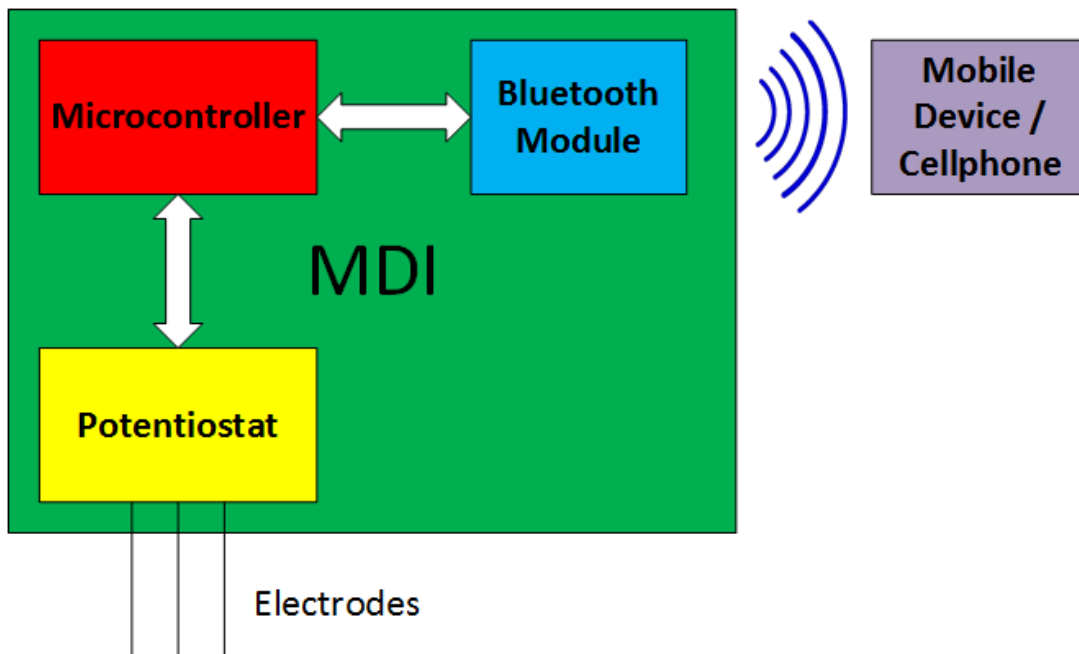 Microcontroller
Bluetooth
Module
Mobile
Device /
Cellphone
MDI
Potentiostat
Electrodes